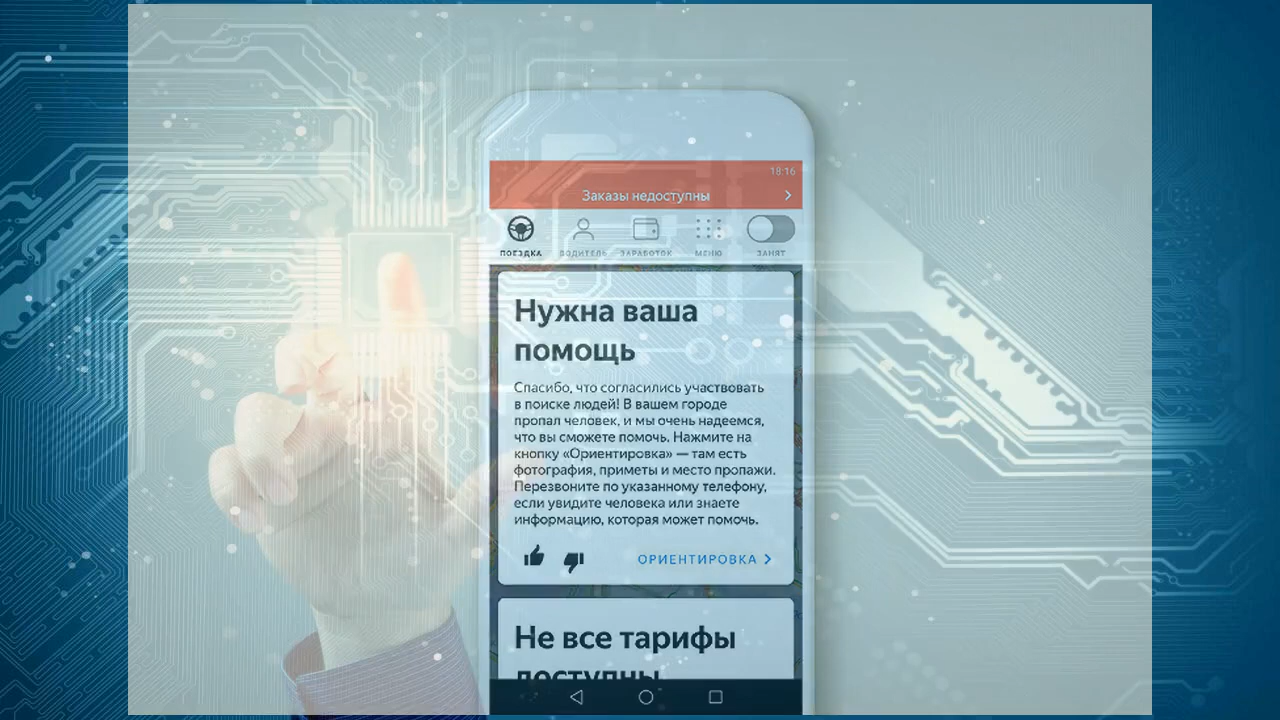 18:16
Заказы недоступны
ПОЕЗДКА ВОДИТЕЛЬ ЗАРАБОТОК МЕНЮ ЗАНЯТ
Нужна ваша
помощь
Спасибо, что согласились участвовать
в поиске людей! В вашем городе
пропал человек, и мы очень надеемся,
что вы сможете помочь. Нажмите на
кнопку «Ориентировка» — там есть
фотография, приметы и место пропажи.
Перезвоните по указанному телефону,
если увидите человека или знаете
информацию, которая может помочь.
ОРИЕНТИРОВКА
Не все тарифы
доступны